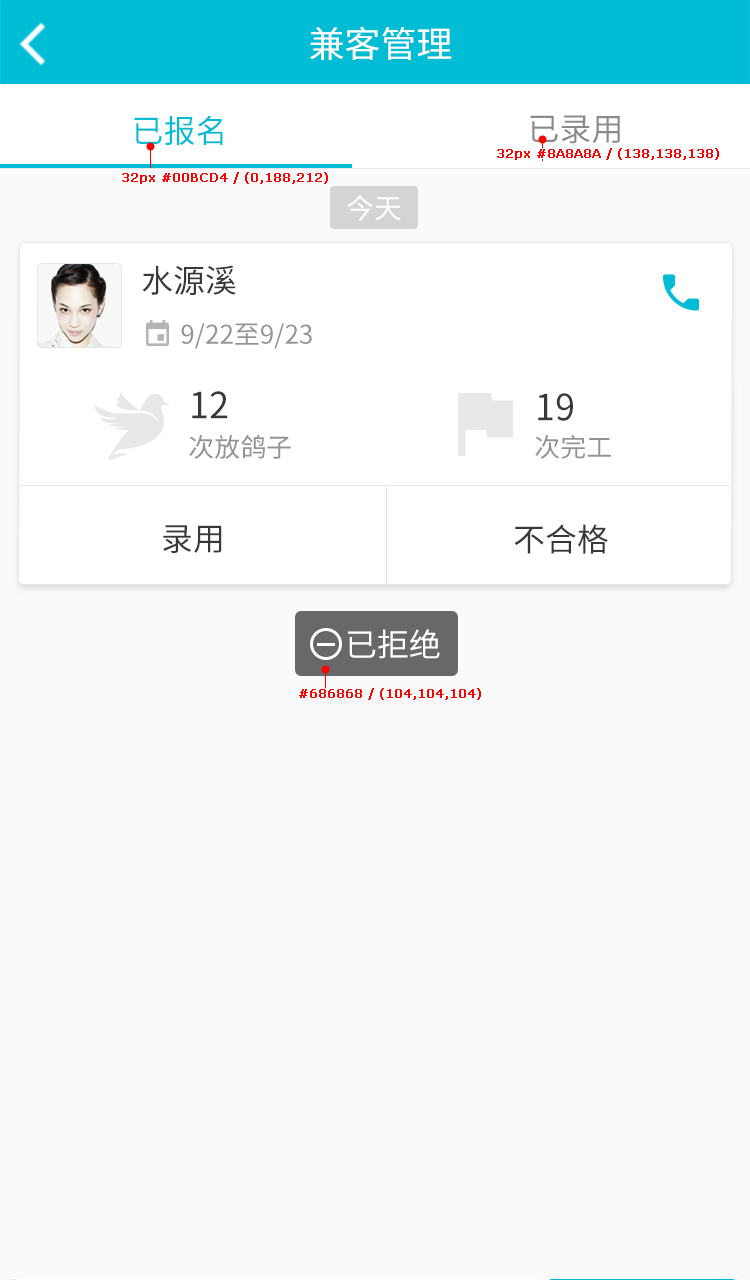 兼客管理
已报名
已录用
32px #8A8A8A / (138,138,138)
32px #00BCD4 / (0,188,212)
今天
水源溪
9/22至9/23
12
次放鸽子
19
次完工
录用
不合格
已拒绝
#686868 / (104,104,104)